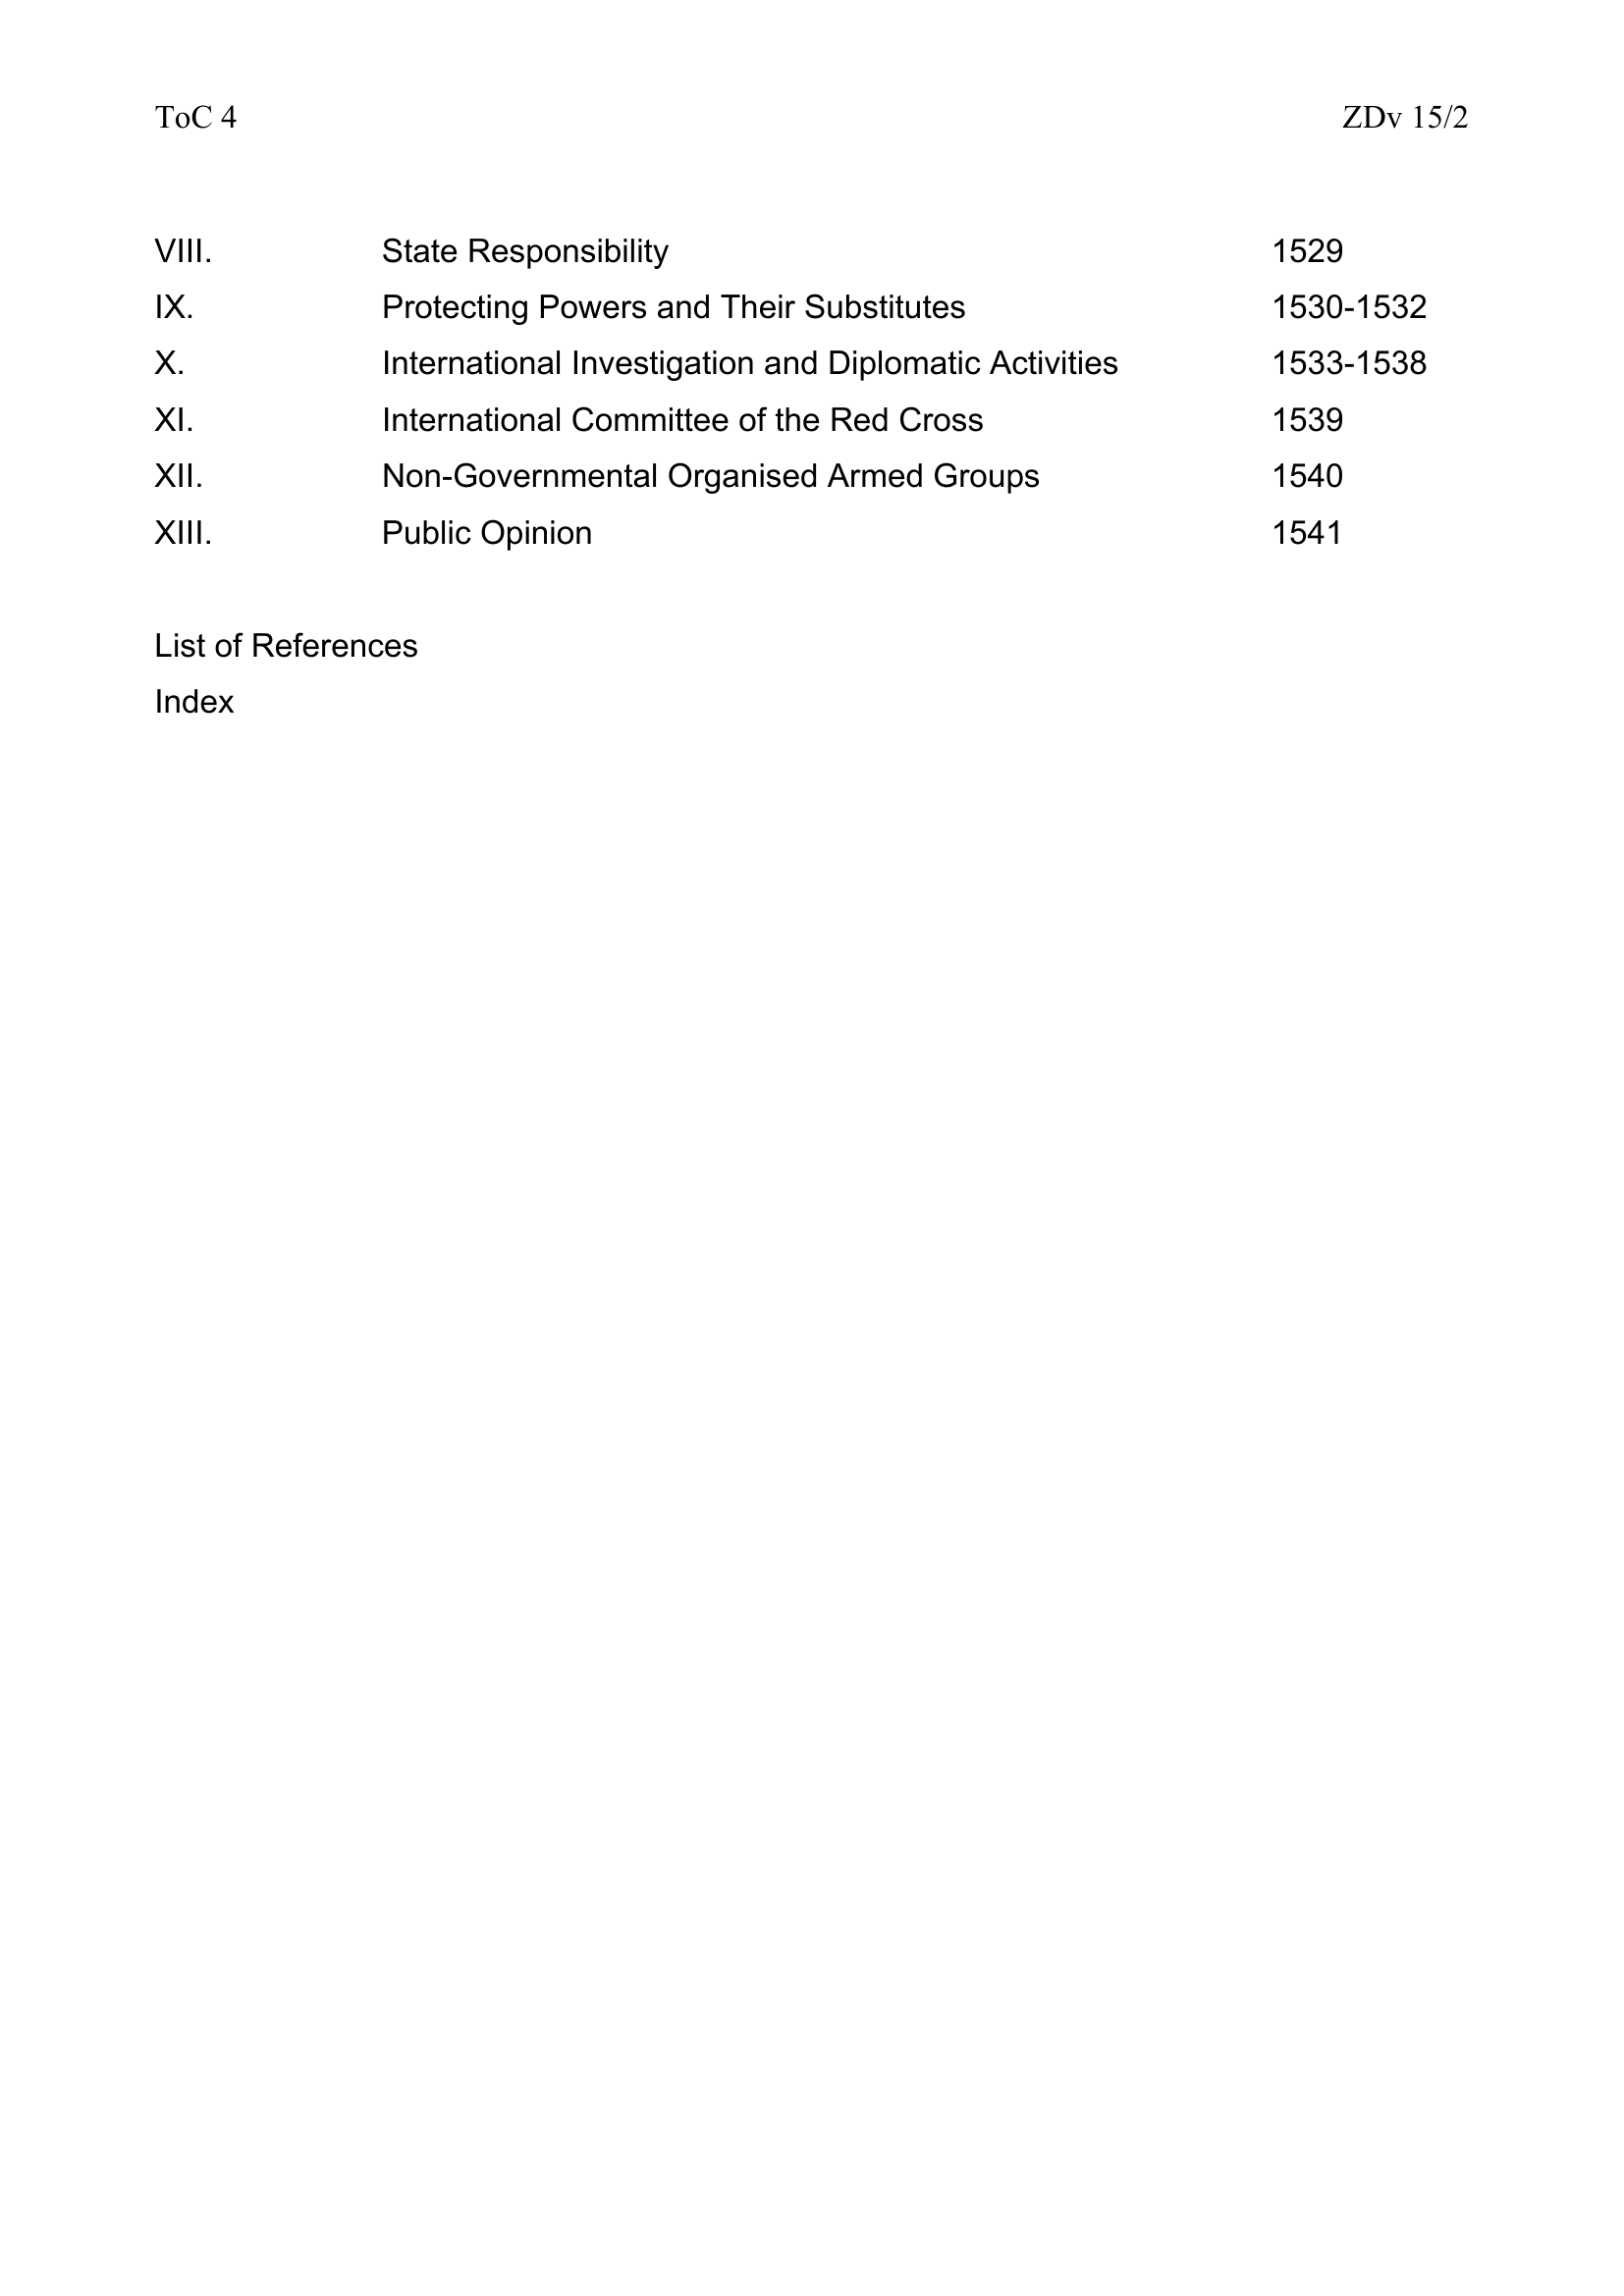 ToC 4 ZDv 15/2
VIII. State Responsibility 1529
IX. Protecting Powers and Their Substitutes 1530-1532
X. International Investigation and Diplomatic Activities 1533-1538
XI. International Committee of the Red Cross 1539
XII. Non-Governmental Organised Armed Groups 1540
XIII. Public Opinion 1541
List of References
Index